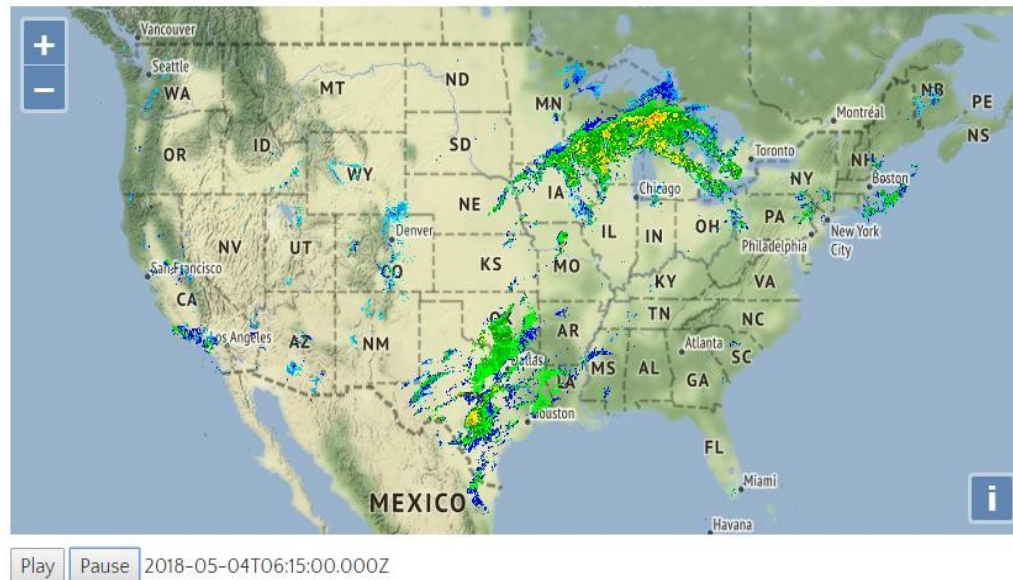 +
−
Vancouver
Seattle
WA
MT
ND
MN
NB
PE
Montréal
NS
OR
ID
SD
Toronto
NH
WY
Boston
NE
IA
Chicago
NY
NV
UT
Denver
IL
IN
OH
PA
New York
City
Philadelphia
San Francisco
CO
KS
MO
KY
VA
CA
OK
TN
NC
Los Angeles
AZ
NM
AR
Atlanta
SC
Dallas
LA
MS
AL
GA
Houston
FL
MEXICO
Miami
i
Havana
Play Pause 2018-05-04T06:15:00.000Z